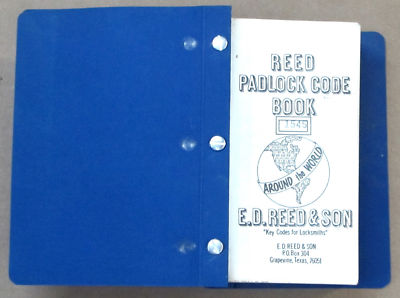 REED
PADLOCK CODE
BOOK
1545
AROUND the WORLD
E.D. REED & SON
"Key Codes for Locksmiths"
E.D. REED & SON
P.O. Box 304
Grapevine, Texas, 76051